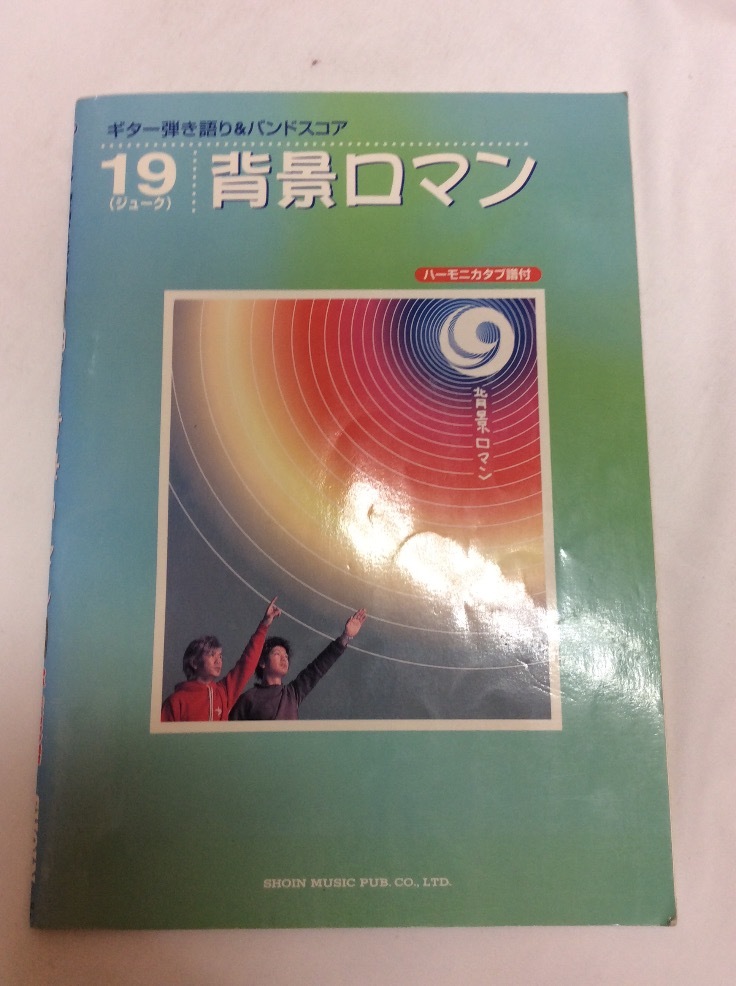 ギター弾き語り&バンドスコア
19
(ジューク)
背景ロマン
ハーモニカタブ譜付
19
背景ロマン
SHOIN MUSIC PUB. CO., LTD.